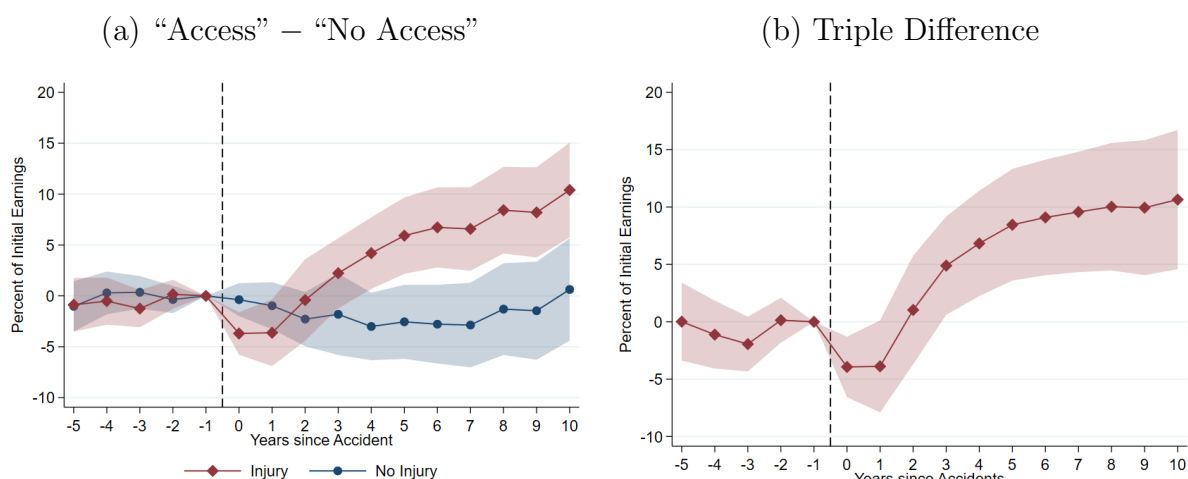 (a) “Access” – “No Access”
Percent of Initial Earnings
20
15
10
5
0
-5
-10
-5 -4 -3 -2 -1 0 1 2 3 4 5 6 7 8 9 10
Years since Accident
Injury No Injury
(b) Triple Difference
Percent of Initial Earnings
20
15
10
5
0
-5
-10
-5 -4 -3 -2 -1 0 1 2 3 4 5 6 7 8 9 10
Years since Accidents